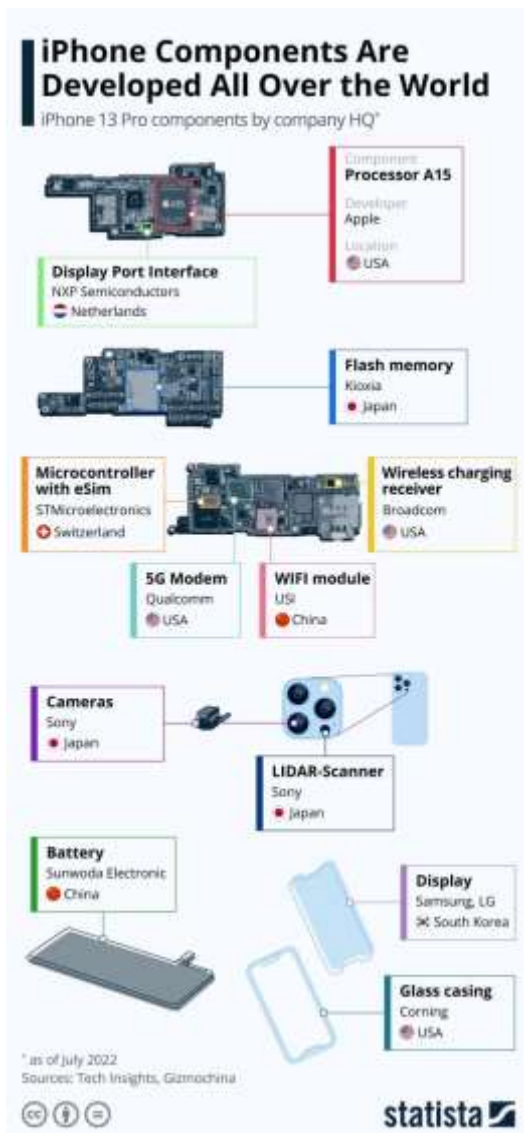 iPhone Components Are
Developed All Over the World
iPhone 13 Pro components by company HQ*
Component
Processor A15
Developer
Apple
Location
USA
Display Port Interface
NXP Semiconductors
Netherlands
Flash memory
Kioxia
Japan
Microcontroller
with eSim
STMicroelectronics
Switzerland
Wireless charging
receiver
Broadcom
USA
5G Modem
Qualcomm
USA
WIFI module
USI
China
Cameras
Sony
Japan
LIDAR-Scanner
Sony
Japan
Battery
Sunwoda Electronic
China
Display
Samsung, LG
South Korea
Glass casing
Corning
USA
* as of July 2022
Sources: Tech Insights, Gizmochina
cc
statista